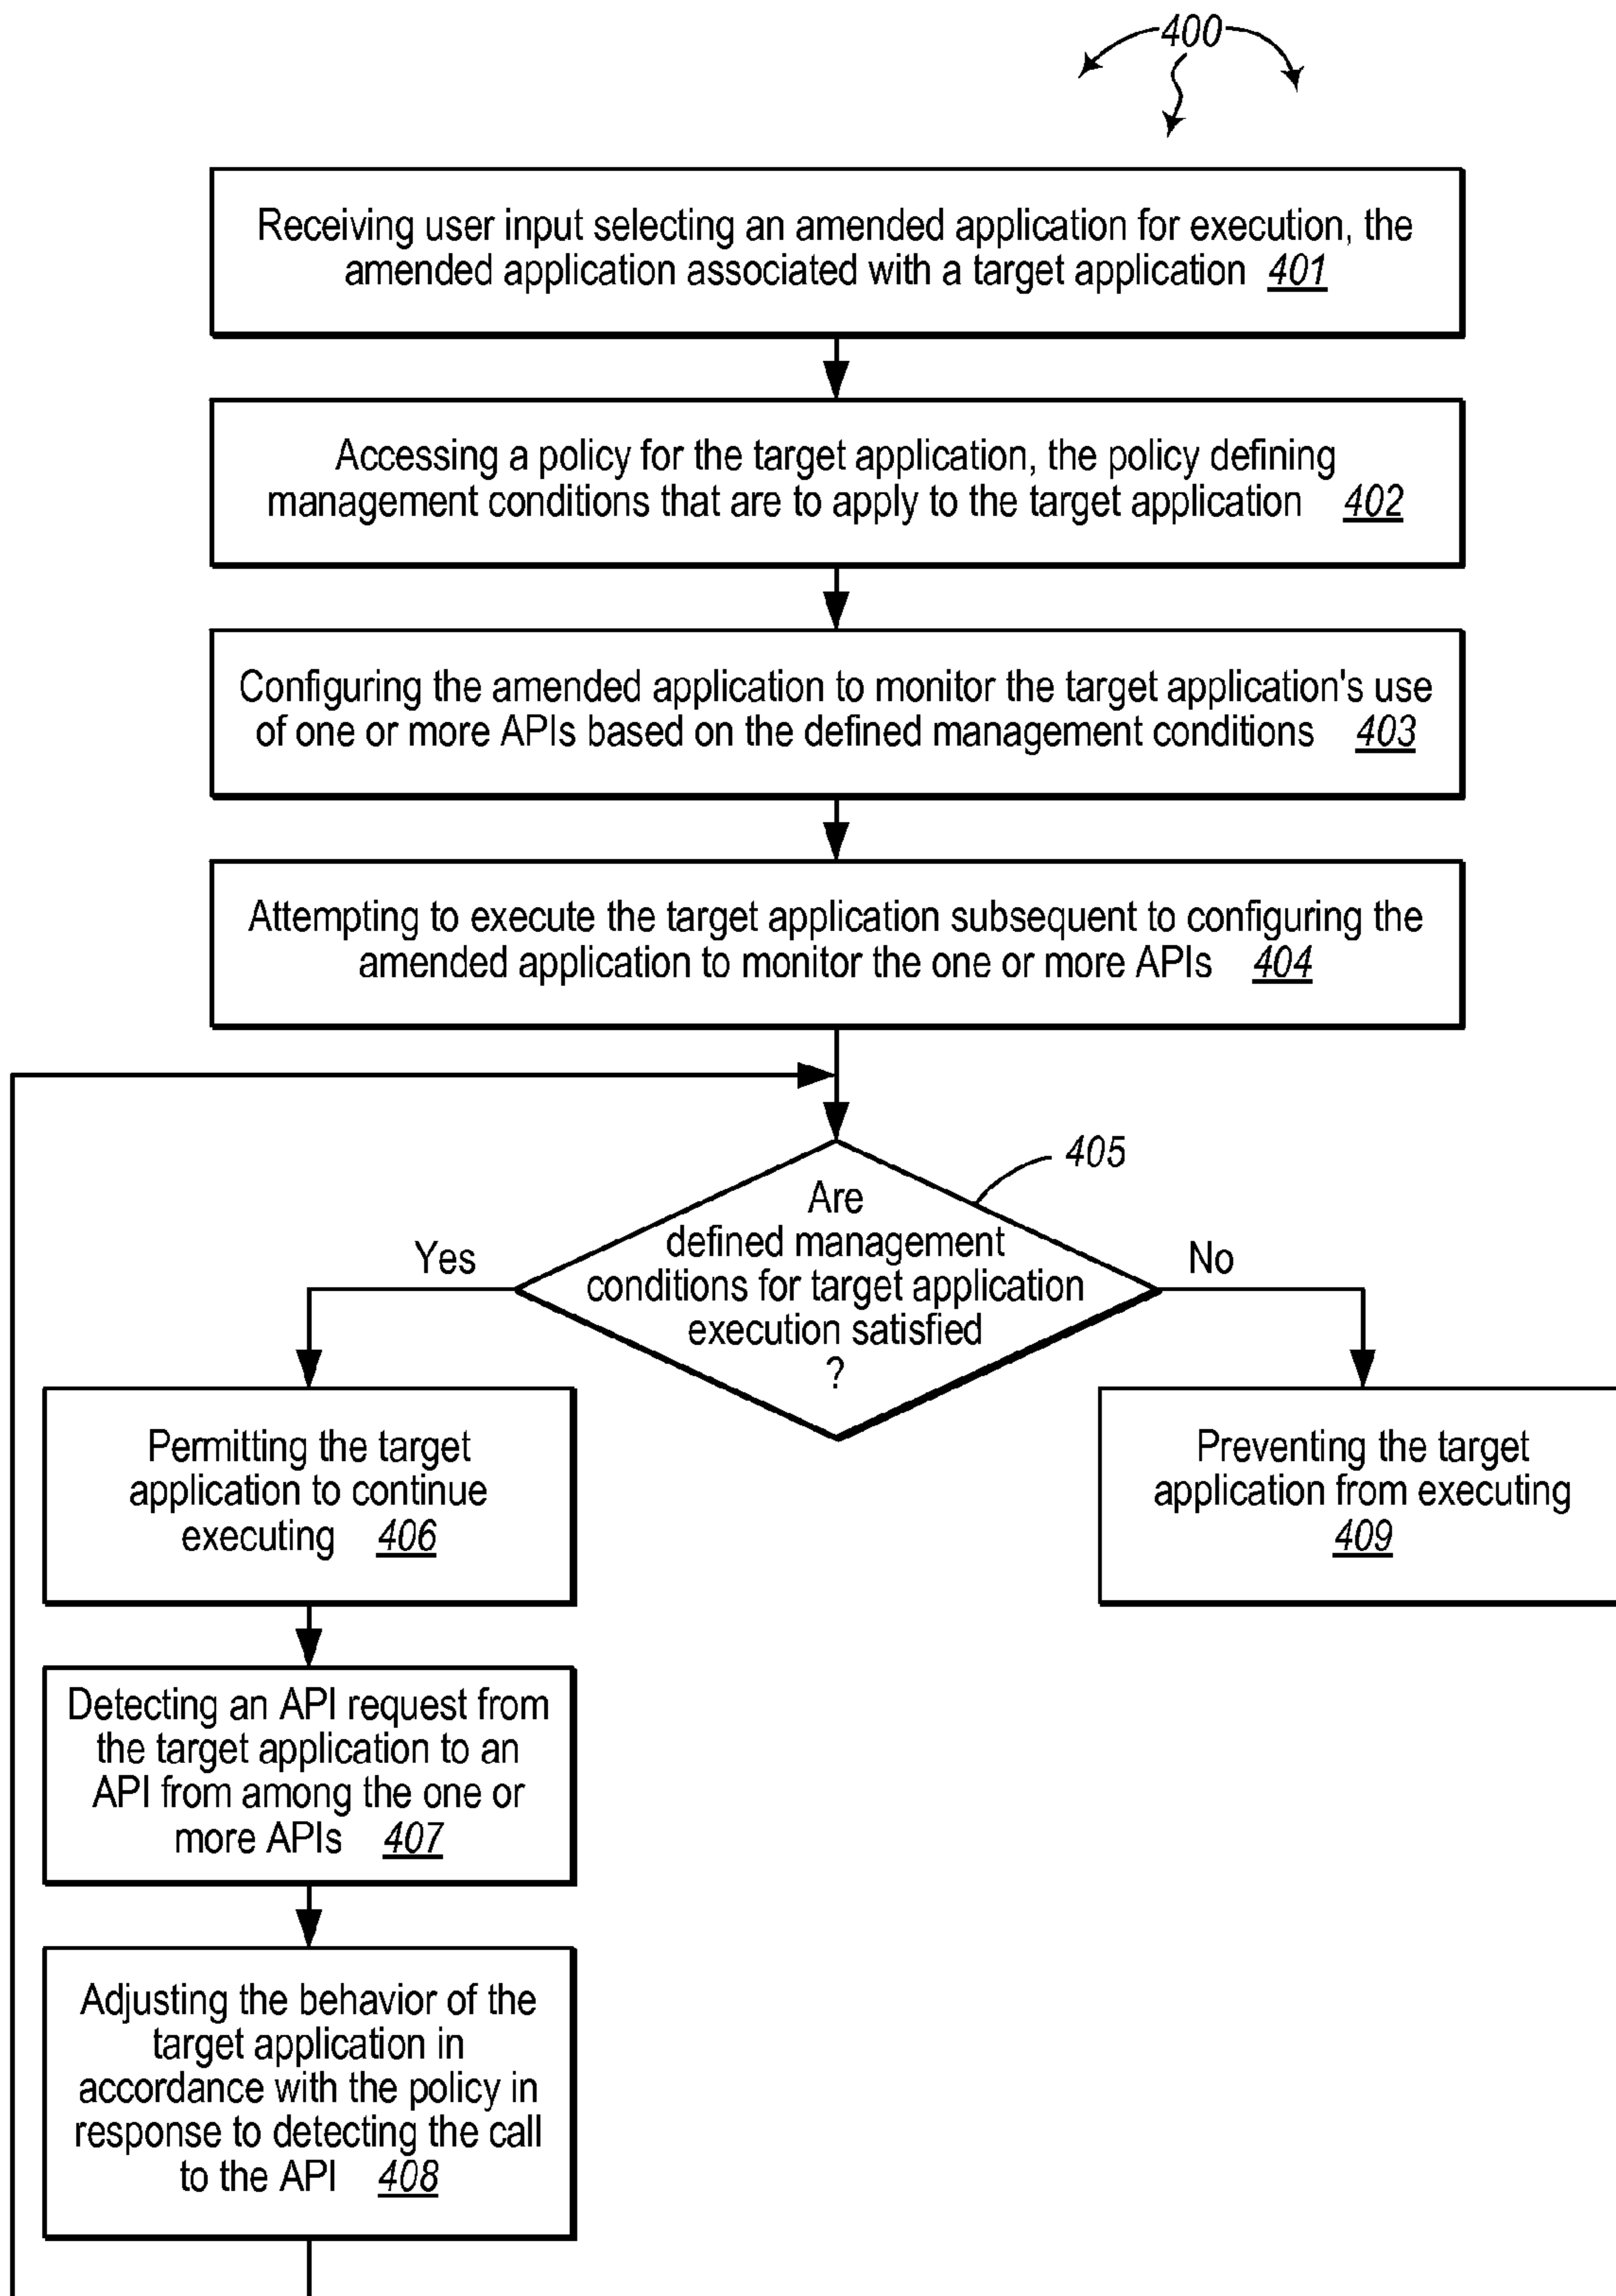 400
Receiving user input selecting an amended application for execution, the
amended application associated with a target application 401
Accessing a policy for the target application, the policy defining
management conditions that are to apply to the target application 402
Configuring the amended application to monitor the target application's use
of one or more APIs based on the defined management conditions 403
Attempting to execute the target application subsequent to configuring the
amended application to monitor the one or more APIs 404
405
Are
defined management
conditions for target application
execution satisfied
?
Yes
No
Permitting the target
application to continue
executing 406
Preventing the target
application from executing
409
Detecting an API request from
the target application to an
API from among the one or
more APIs 407
Adjusting the behavior of the
target application in
accordance with the policy in
response to detecting the call
to the API 408